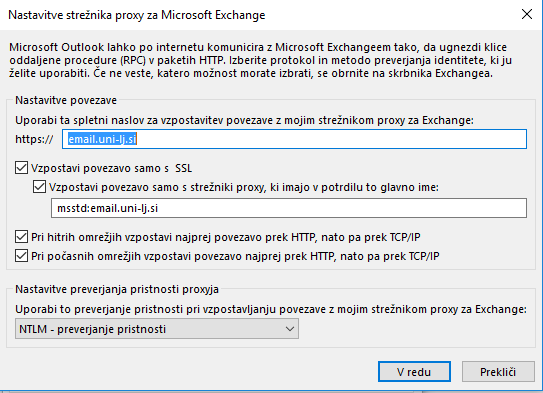 Nastavitve strežnika proxy za Microsoft Exchange
Microsoft Outlook lahko po internetu komunicira z Microsoft Exchangeem tako, da ugnezdi klice
oddaljene procedure (RPC) v paketih HTTP. Izberite protokol in metodo preverjanja identitete, ki ju
želite uporabiti. Če ne veste, katero možnost morate izbrati, se obrnite na skrbnika Exchangea.
Nastavitve povezave
Uporabi ta spletni naslov za vzpostavitev povezave z mojim strežnikom proxy za Exchange:
https:// email.uni-lj.si
Vzpostavi povezavo samo s SSL
Vzpostavi povezavo samo s strežniki proxy, ki imajo v potrdilu to glavno ime:
msstd:email.uni-lj.si
Pri hitrih omrežjih vzpostavi najprej povezavo prek HTTP, nato pa prek TCP/IP
Pri počasnih omrežjih vzpostavi povezavo najprej prek HTTP, nato pa prek TCP/IP
Nastavitve preverjanja pristnosti proxyja
Uporabi to preverjanje pristnosti pri vzpostavljanju povezave z mojim strežnikom proxy za Exchange:
NTLM - preverjanje pristnosti
V redu Prekliči